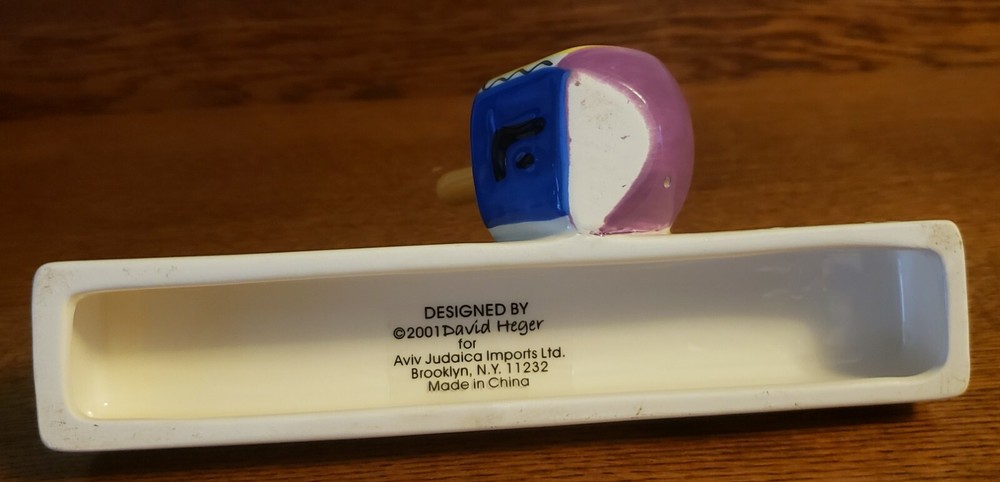 DESIGNED BY
©2001 David Heger
for
Aviv Judaica Imports Ltd.
Brooklyn, N.Y. 11232
Made in China